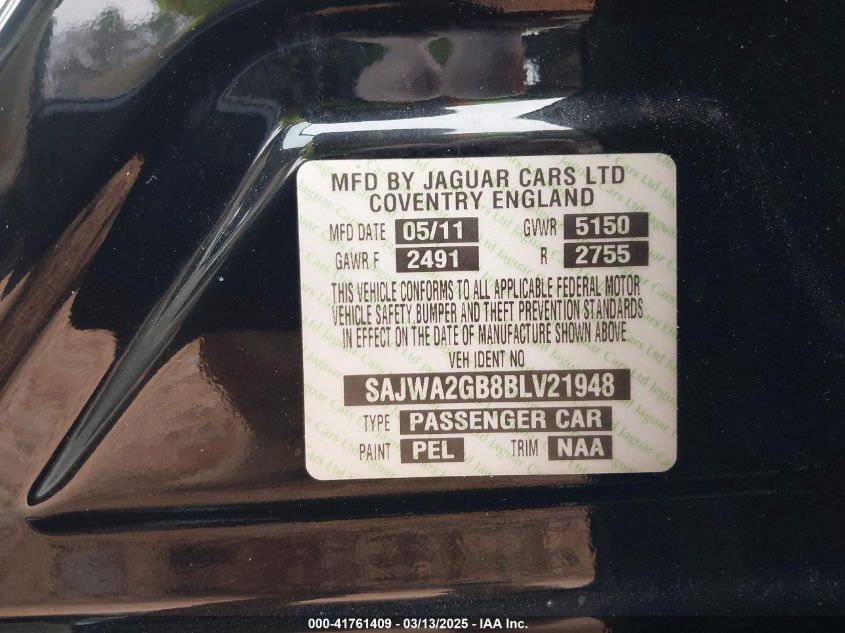 MFD BY JAGUAR CARS LTD
COVENTRY ENGLAND
MFD DATE 05/11 GVWR 5150
GAWR F 2491 R 2755
THIS VEHICLE CONFORMS TO ALL APPLICABLE FEDERAL MOTOR
VEHICLE SAFETY, BUMPER AND THEFT PREVENTION STANDARDS
IN EFFECT ON THE DATE OF MANUFACTURE SHOWN ABOVE.
VEH IDENT NO
SAJWA2GB8BLV21948
TYPE PASSENGER CAR
PAINT PEL TRIM NAA
000-41761409 - 03/13/2025 - IAA Inc.